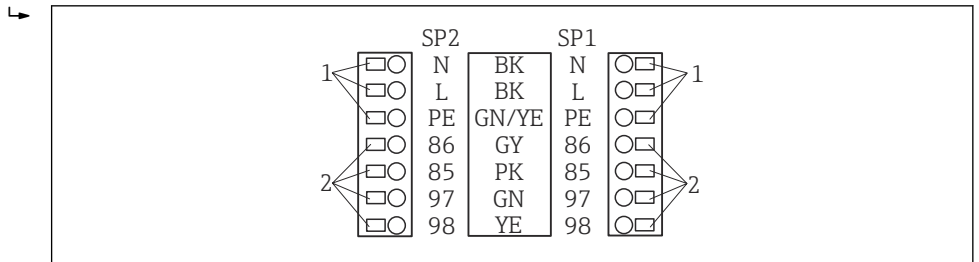 SP2 SP1
1 N BK N 1
L BK L
PE GN/YE PE
86 GY 86
2 85 PK 85 2
97 GN 97
98 YE 98